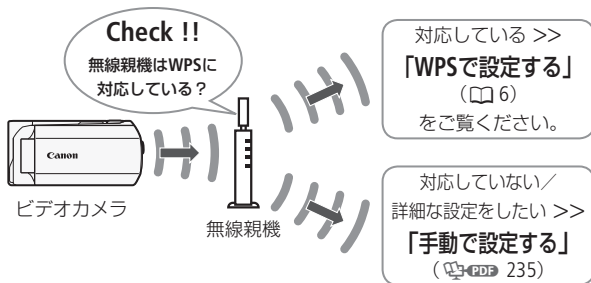 Check !!
無線親機はWPSに
対応している？
Canon
ビデオカメラ
無線親機
対応している >>
「WPSで設定する」
（ 6）
をご覧ください。
対応していない／
詳細な設定をしたい >>
「手動で設定する」
（ PDF 235）